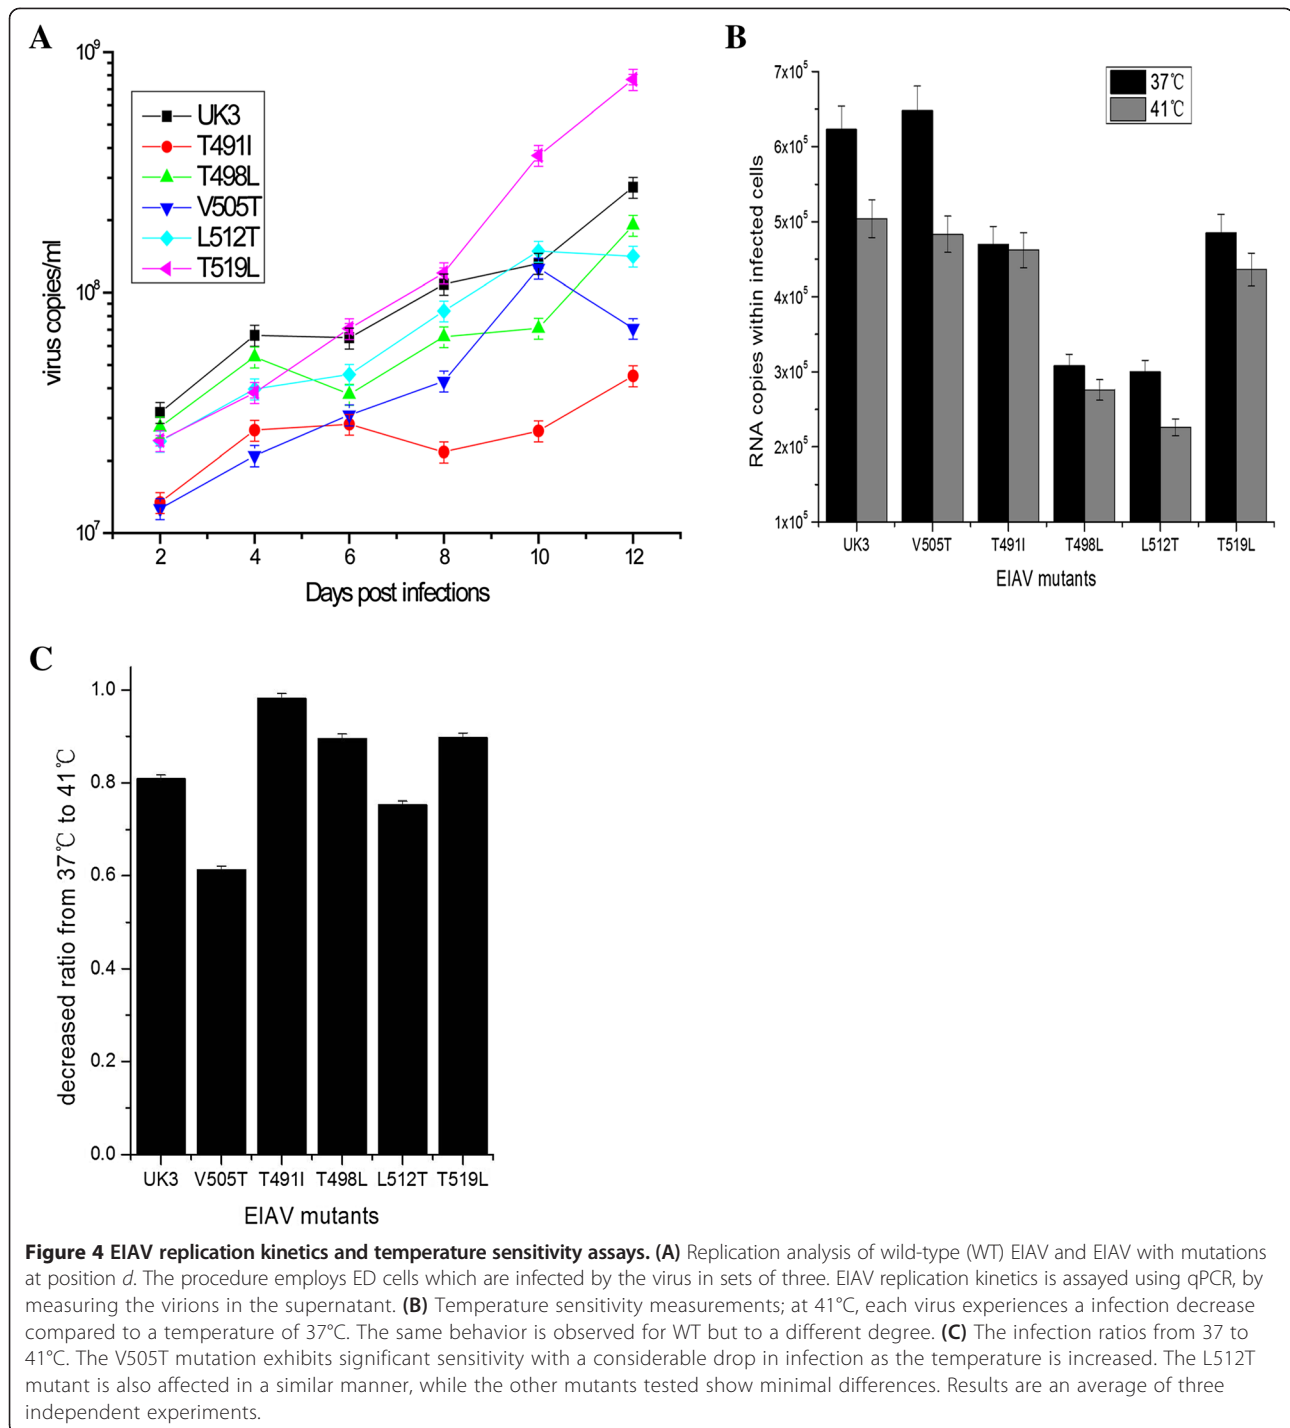 A
10⁹
10⁸
10⁷
virus copies/ml
UK3
T491I
T498L
V505T
L512T
T519L
2 4 6 8 10 12
Days post infections
B
7x10⁵
6x10⁵
5x10⁵
4x10⁵
3x10⁵
2x10⁵
1x10⁵
RNA copies within infected cells
37℃
41℃
UK3 V505T T491I T498L L512T T519L
EIAV mutants
C
1.0
0.8
0.6
0.4
0.2
0.0
decreased ratio from 37℃ to 41℃
UK3 V505T T491I T498L L512T T519L
EIAV mutants
Figure 4 EIAV replication kinetics and temperature sensitivity assays. (A) Replication analysis of wild-type (WT) EIAV and EIAV with mutations
at position d. The procedure employs ED cells which are infected by the virus in sets of three. EIAV replication kinetics is assayed using qPCR, by
measuring the virions in the supernatant. (B) Temperature sensitivity measurements; at 41°C, each virus experiences a infection decrease
compared to a temperature of 37°C. The same behavior is observed for WT but to a different degree. (C) The infection ratios from 37 to
41°C. The V505T mutation exhibits significant sensitivity with a considerable drop in infection as the temperature is increased. The L512T
mutant is also affected in a similar manner, while the other mutants tested show minimal differences. Results are an average of three
independent experiments.